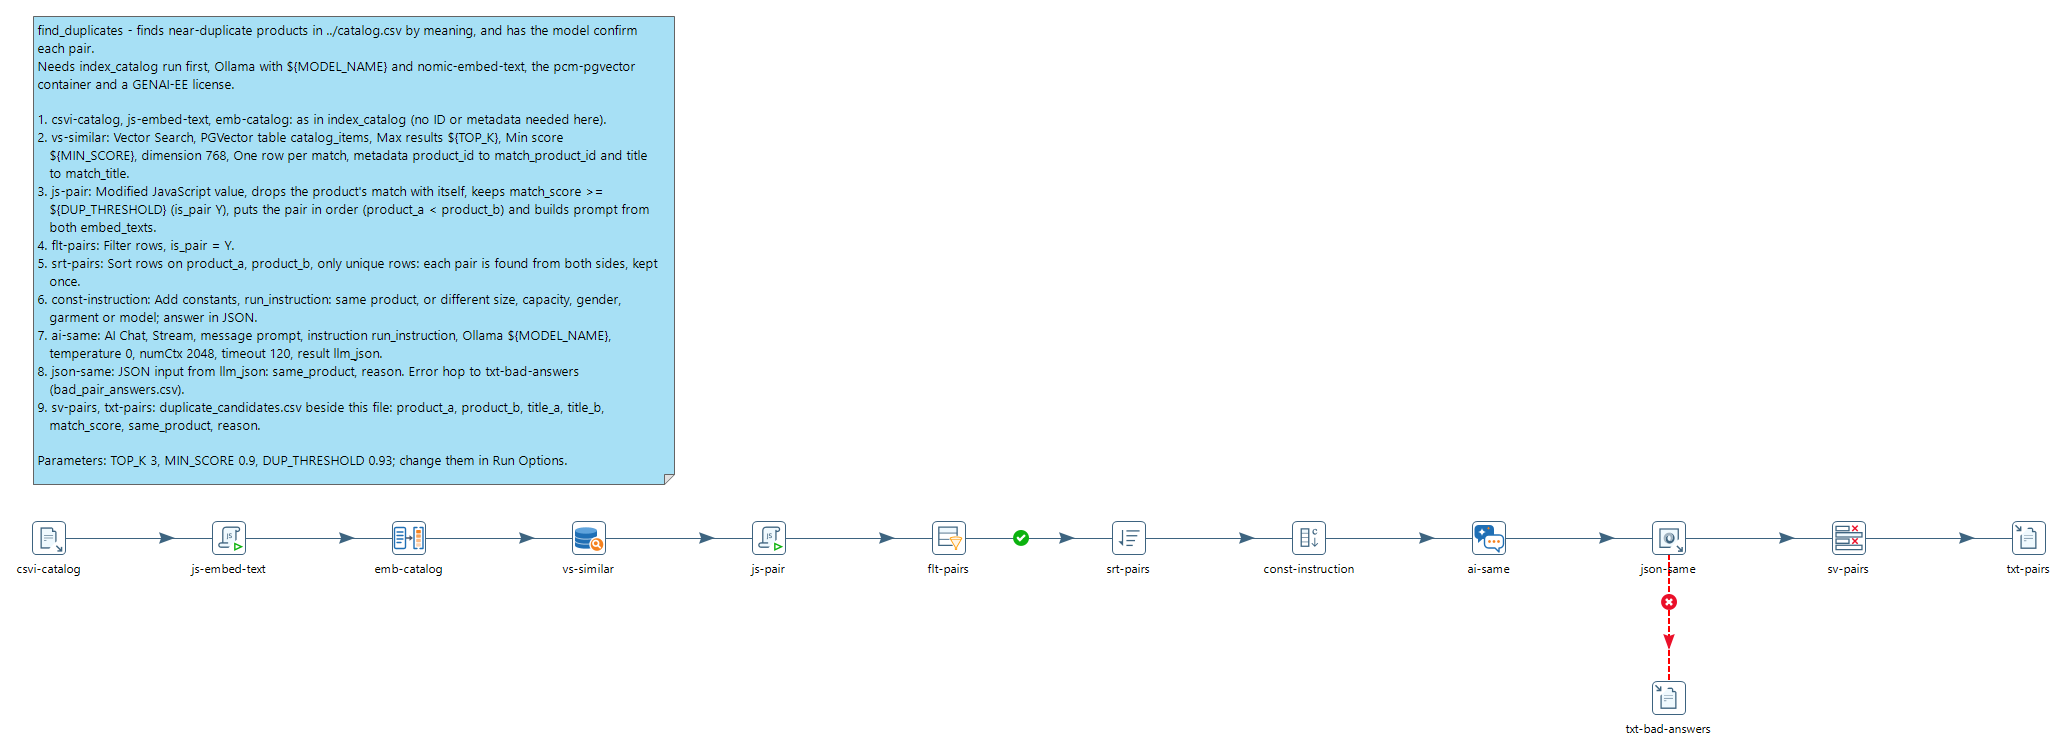 find_duplicates - finds near-duplicate products in ../catalog.csv by meaning, and has the model confirm
each pair.
Needs index_catalog run first, Ollama with ${MODEL_NAME} and nomic-embed-text, the pcm-pgvector
container and a GENAI-EE license.

1. csvi-catalog, js-embed-text, emb-catalog: as in index_catalog (no ID or metadata needed here).
2. vs-similar: Vector Search, PGVector table catalog_items, Max results ${TOP_K}, Min score
${MIN_SCORE}, dimension 768, One row per match, metadata product_id to match_product_id and title
to match_title.
3. js-pair: Modified JavaScript value, drops the product's match with itself, keeps match_score >=
${DUP_THRESHOLD} (is_pair Y), puts the pair in order (product_a < product_b) and builds prompt from
both embed_texts.
4. flt-pairs: Filter rows, is_pair = Y.
5. srt-pairs: Sort rows on product_a, product_b, only unique rows: each pair is found from both sides, kept
once.
6. const-instruction: Add constants, run_instruction: same product, or different size, capacity, gender,
garment or model; answer in JSON.
7. ai-same: AI Chat, Stream, message prompt, instruction run_instruction, Ollama ${MODEL_NAME},
temperature 0, numCtx 2048, timeout 120, result llm_json.
8. json-same: JSON input from llm_json: same_product, reason. Error hop to txt-bad-answers
(bad_pair_answers.csv).
9. sv-pairs, txt-pairs: duplicate_candidates.csv beside this file: product_a, product_b, title_a, title_b,
match_score, same_product, reason.

Parameters: TOP_K 3, MIN_SCORE 0.9, DUP_THRESHOLD 0.93; change them in Run Options.
csvi-catalog
js-embed-text
emb-catalog
vs-similar
js-pair
flt-pairs
srt-pairs
const-instruction
ai-same
json-same
sv-pairs
txt-pairs
txt-bad-answers